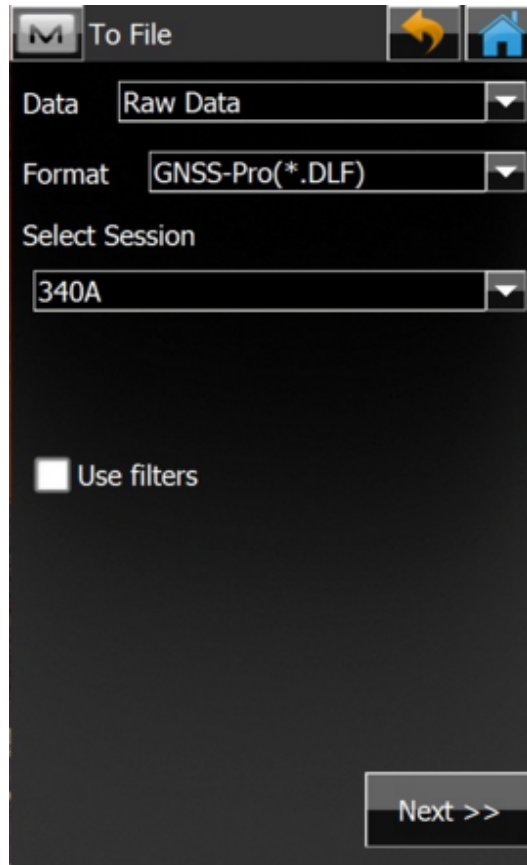 To File
Data Raw Data
Format GNSS-Pro(*.DLF)
Select Session
340A
Use filters
Next >>